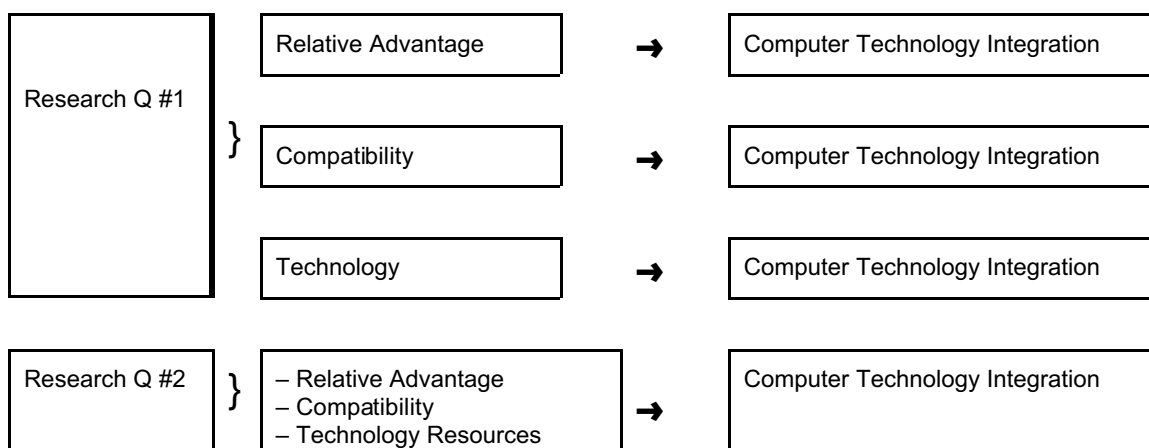 Relative Advantage → Computer Technology Integration
Research Q #1
} Compatibility → Computer Technology Integration
Technology → Computer Technology Integration
Research Q #2 } – Relative Advantage → Computer Technology Integration
– Compatibility
– Technology Resources